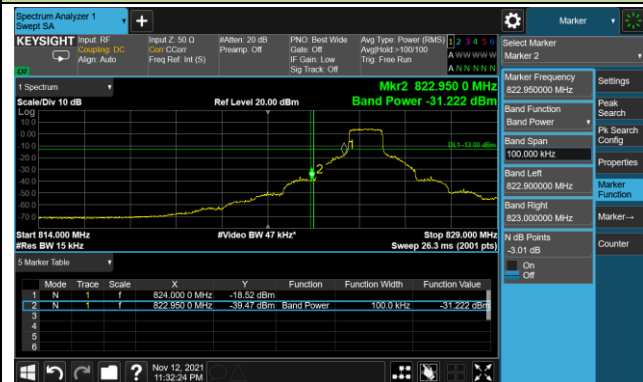 Spectrum Analyzer 1
Swept SA
Marker
KEYSIGHT Input: RF Input Z: 50 Ω #Atten: 20 dB PNO: Best Wide Avg Type: Power (RMS) 1 2 3 4 5 6
Coupling: DC Corr CCorr Preamp: Off Gate: Off Avg|Hold:>100/100 A W W W W W
Align: Auto Freq Ref: Int (S) IF Gain: Low Trig: Free Run
Sig Track: Off A N N N N N
LXI
Select Marker
Marker 2
1 Spectrum
Mkr2 822.950 0 MHz
Scale/Div 10 dB Ref Level 20.00 dBm Band Power -31.222 dBm
Log
10.0
0.00
-10.0
DL1 -13.00 dBm
-20.0
-30.0
-40.0
-50.0
-60.0
-70.0
1
2
Start 814.000 MHz #Video BW 47 kHz* Stop 829.000 MHz
#Res BW 15 kHz Sweep 26.3 ms (2001 pts)
5 Marker Table
Mode Trace Scale X Y Function Function Width Function Value
1 N 1 f 824.000 0 MHz -18.52 dBm
2 N 1 f 822.950 0 MHz -39.47 dBm Band Power 100.0 kHz -31.222 dBm
3
4
5
6
Marker Frequency
822.950000 MHz
Band Function
Band Power
Band Span
100.000 kHz
Band Left
822.900000 MHz
Band Right
823.000000 MHz
N dB Points
-3.01 dB
On
Off
Settings
Peak
Search
Pk Search
Config
Properties
Marker
Function
Marker→
Counter
?
Nov 12, 2021
11:32:24 PM